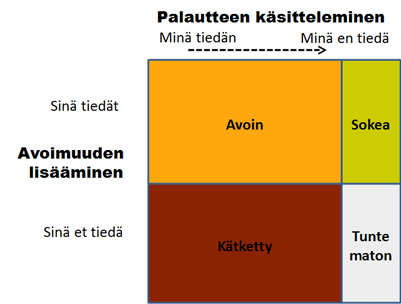 Palautteen käsitteleminen
Minä tiedän
Minä en tiedä
Sinä tiedät
Avoin
Sokea
Avoimuuden
lisääminen
Sinä et tiedä
Kätketty
Tunte
maton